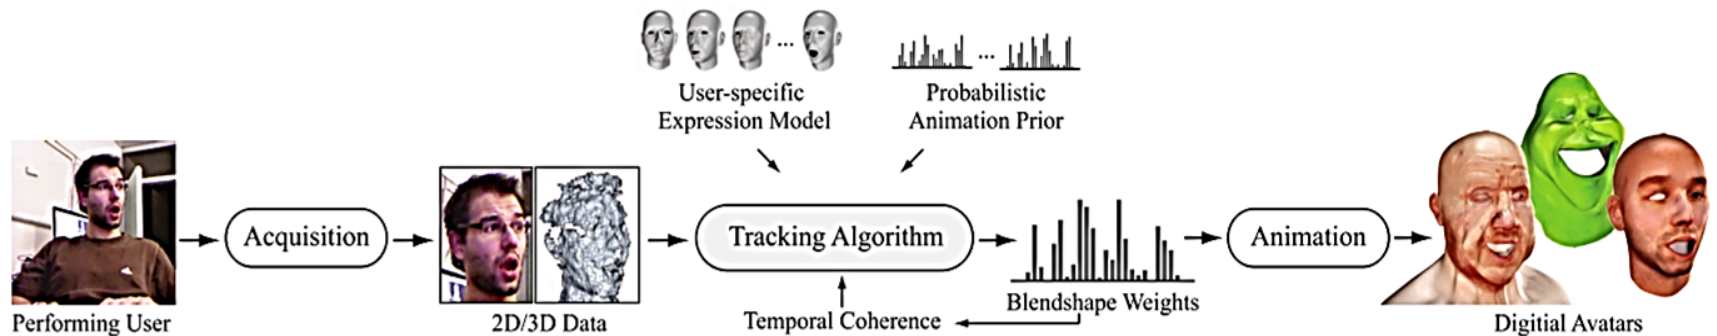 User-specific
Expression Model
Probabilistic
Animation Prior
Acquisition
Tracking Algorithm
Animation
Performing User
2D/3D Data
Temporal Coherence
Blendshape Weights
Digitial Avatars